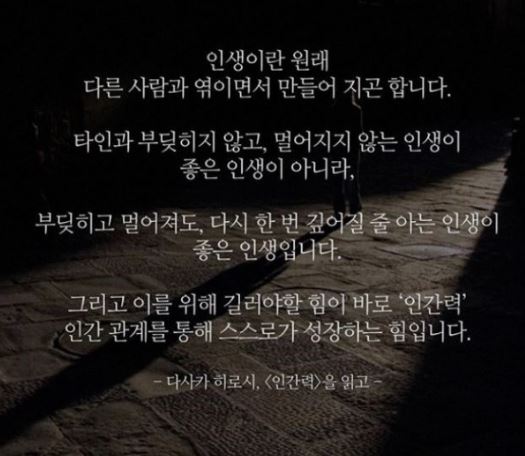 인생이란 원래
다른 사람과 엮이면서 만들어 지곤 합니다.
타인과 부딪히지 않고, 멀어지지 않는 인생이
좋은 인생이 아니라,
부딪히고 멀어져도, 다시 한 번 깊어질 줄 아는 인생이
좋은 인생입니다.
그리고 이를 위해 길러야할 힘이 바로 ‘인간력’
인간 관계를 통해 스스로가 성장하는 힘입니다.
– 다사카 히로시, 〈인간력〉을 읽고 –